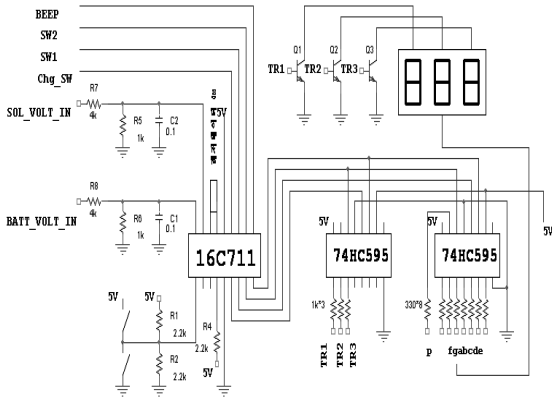 BEEP
SW2
SW1
Chg_SW
Q1
Q2
Q3
TR1
TR2
TR3
R7
4k
SOL_VOLT_IN
R5
1k
C2
0.1
5V
R8
4k
BATT_VOLT_IN
R6
1k
C1
0.1
16C711
5V
74HC595
5V
74HC595
5V
5V
5V
R1
2.2k
R2
2.2k
R4
2.2k
5V
1k*3
330*8
TR1
TR2
TR3
p
fgabcde